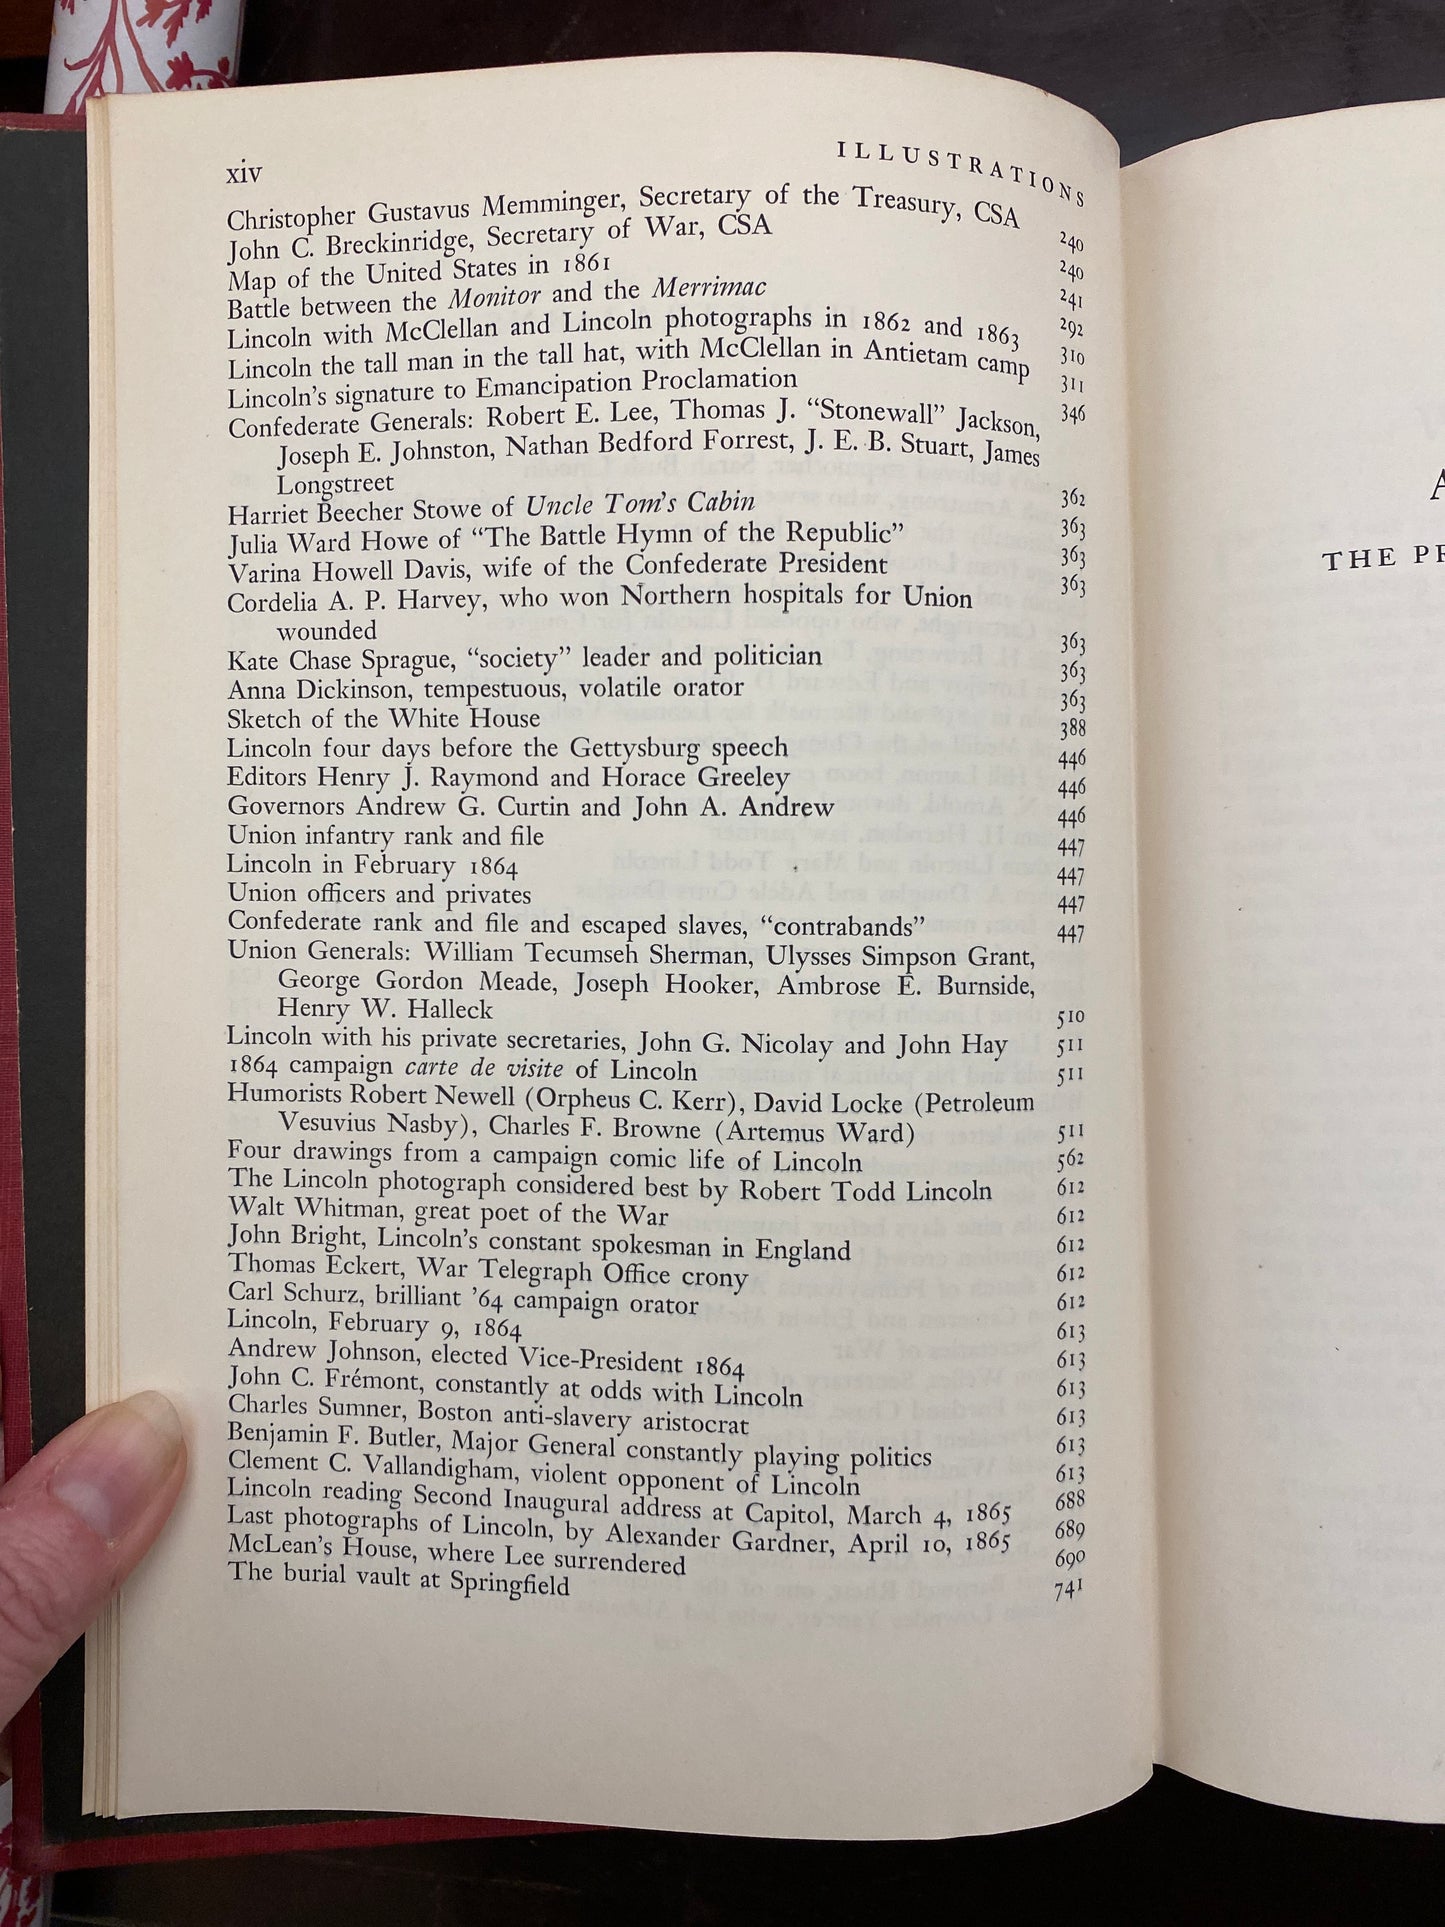 xiv ILLUSTRATIONS
Christopher Gustavus Memminger, Secretary of the Treasury, CSA 240
John C. Breckinridge, Secretary of War, CSA 240
Map of the United States in 1861 241
Battle between the Monitor and the Merrimac 292
Lincoln with McClellan and Lincoln photographs in 1862 and 1863 310
Lincoln the tall man in the tall hat, with McClellan in Antietam camp 311
Lincoln's signature to Emancipation Proclamation 346
Confederate Generals: Robert E. Lee, Thomas J. “Stonewall” Jackson,
Joseph E. Johnston, Nathan Bedford Forrest, J. E. B. Stuart, James
Longstreet 362
Harriet Beecher Stowe of Uncle Tom's Cabin 363
Julia Ward Howe of “The Battle Hymn of the Republic” 363
Varina Howell Davis, wife of the Confederate President 363
Cordelia A. P. Harvey, who won Northern hospitals for Union
wounded 363
Kate Chase Sprague, “society” leader and politician 363
Anna Dickinson, tempestuous, volatile orator 363
Sketch of the White House 388
Lincoln four days before the Gettysburg speech 446
Editors Henry J. Raymond and Horace Greeley 446
Governors Andrew G. Curtin and John A. Andrew 446
Union infantry rank and file 447
Lincoln in February 1864 447
Union officers and privates 447
Confederate rank and file and escaped slaves, “contrabands” 447
Union Generals: William Tecumseh Sherman, Ulysses Simpson Grant,
George Gordon Meade, Joseph Hooker, Ambrose E. Burnside,
Henry W. Halleck 510
Lincoln with his private secretaries, John G. Nicolay and John Hay 511
1864 campaign carte de visite of Lincoln 511
Humorists Robert Newell (Orpheus C. Kerr), David Locke (Petroleum
Vesuvius Nasby), Charles F. Browne (Artemus Ward) 511
Four drawings from a campaign comic life of Lincoln 562
The Lincoln photograph considered best by Robert Todd Lincoln 612
Walt Whitman, great poet of the War 612
John Bright, Lincoln's constant spokesman in England 612
Thomas Eckert, War Telegraph Office crony 612
Carl Schurz, brilliant '64 campaign orator 612
Lincoln, February 9, 1864 613
Andrew Johnson, elected Vice-President 1864 613
John C. Frémont, constantly at odds with Lincoln 613
Charles Sumner, Boston anti-slavery aristocrat 613
Benjamin F. Butler, Major General constantly playing politics 613
Clement C. Vallandigham, violent opponent of Lincoln 613
Lincoln reading Second Inaugural address at Capitol, March 4, 1865 688
Last photographs of Lincoln, by Alexander Gardner, April 10, 1865 689
McLean's House, where Lee surrendered 690
The burial vault at Springfield 741
THE PR